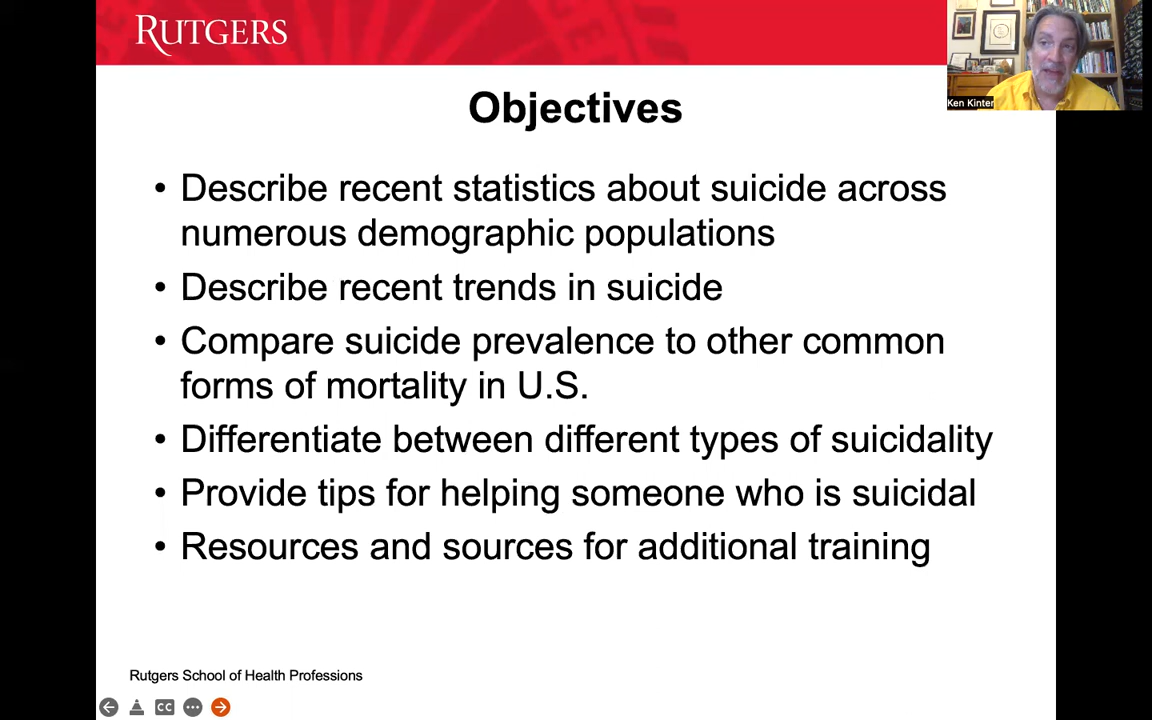 RUTGERS
Ken Kinter
Objectives
• Describe recent statistics about suicide across
numerous demographic populations
• Describe recent trends in suicide
• Compare suicide prevalence to other common
forms of mortality in U.S.
• Differentiate between different types of suicidality
• Provide tips for helping someone who is suicidal
• Resources and sources for additional training
Rutgers School of Health Professions
CC